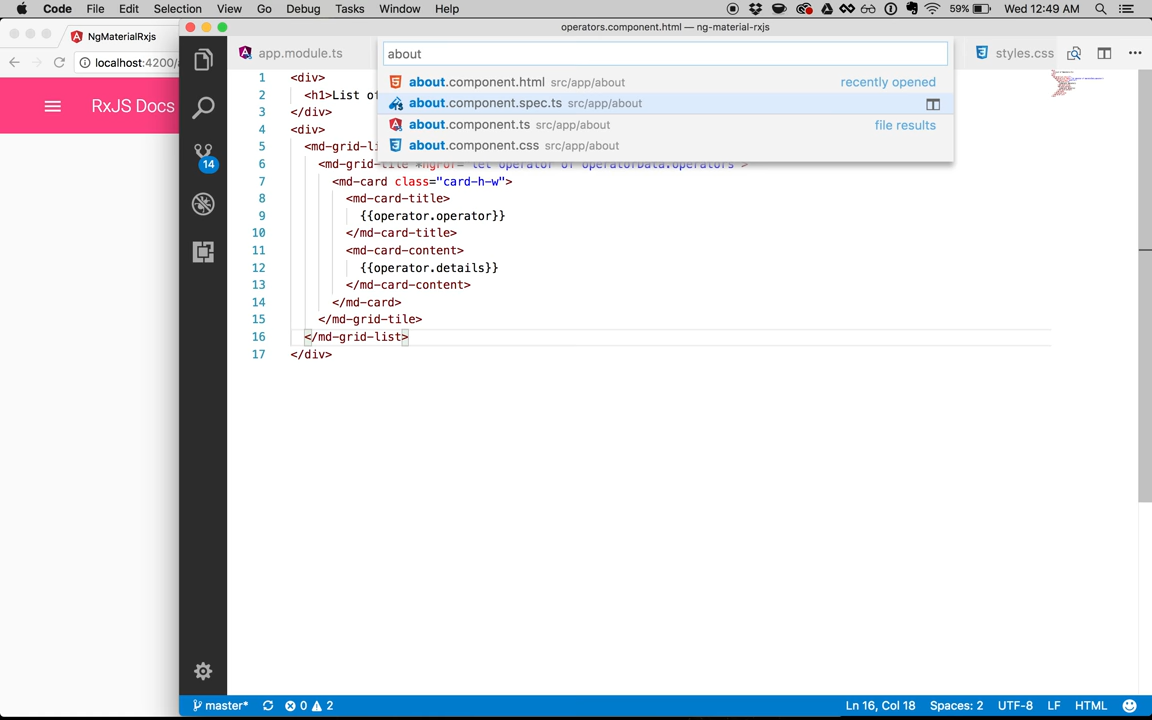 Code File Edit Selection View Go Debug Tasks Window Help 59% Wed 12:49 AM
NgMaterialRxjs
operators.component.html — ng-material-rxjs
localhost:4200/
RxJS Docs
app.module.ts
about
styles.css
about.component.html src/app/about recently opened
about.component.spec.ts src/app/about
about.component.ts src/app/about file results
about.component.css src/app/about
1 <div>
2 <h1>List of
3 </div>
4 <div>
5 <md-grid-li
6 <md-grid-tile *ngFor="let operator of operatorData.operators">
7 <md-card class="card-h-w">
8 <md-card-title>
9 {{operator.operator}}
10 </md-card-title>
11 <md-card-content>
12 {{operator.details}}
13 </md-card-content>
14 </md-card>
15 </md-grid-tile>
16 </md-grid-list>
17 </div>
14
master* 0 2 Ln 16, Col 18 Spaces: 2 UTF-8 LF HTML